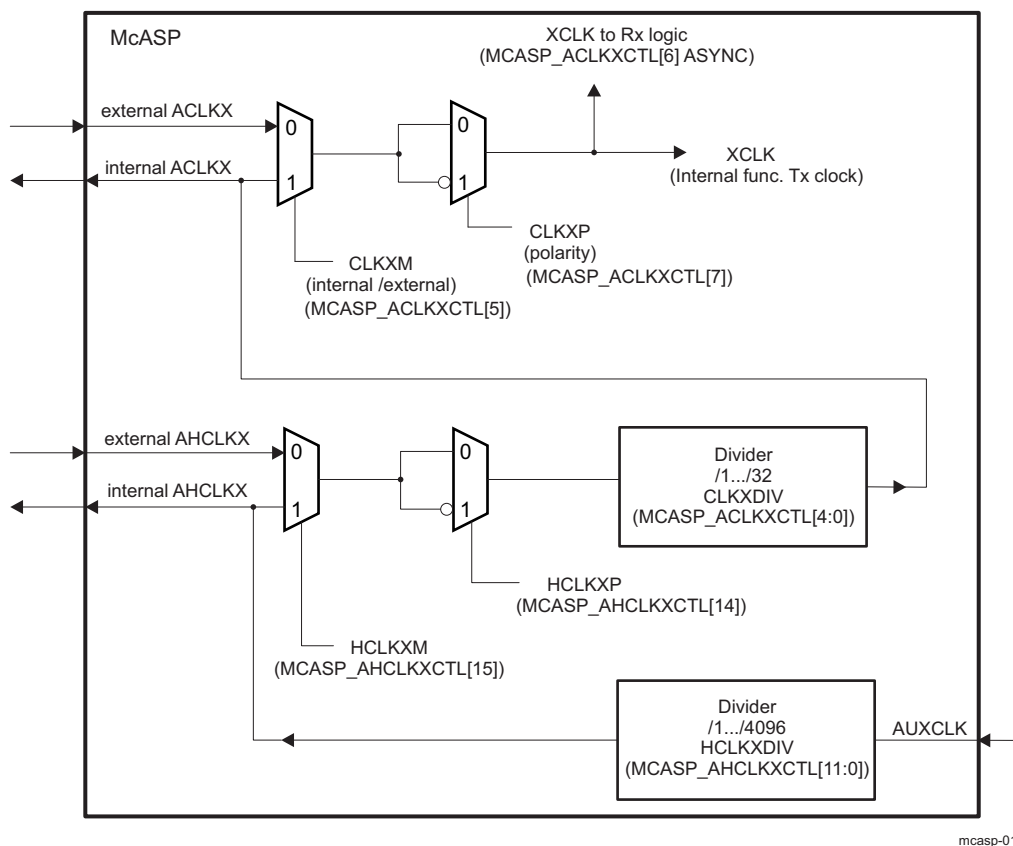 McASP
XCLK to Rx logic
(MCASP_ACLKXCTL[6] ASYNC)
external ACLKX
0
0
internal ACLKX
1
1
XCLK
(Internal func. Tx clock)
CLKXP
(polarity)
(MCASP_ACLKXCTL[7])
CLKXM
(internal /external)
(MCASP_ACLKXCTL[5])
external AHCLKX
0
0
internal AHCLKX
1
1
Divider
/1.../32
CLKXDIV
(MCASP_ACLKXCTL[4:0])
HCLKXP
(MCASP_AHCLKXCTL[14])
HCLKXM
(MCASP_AHCLKXCTL[15])
Divider
/1.../4096
HCLKXDIV
(MCASP_AHCLKXCTL[11:0])
AUXCLK